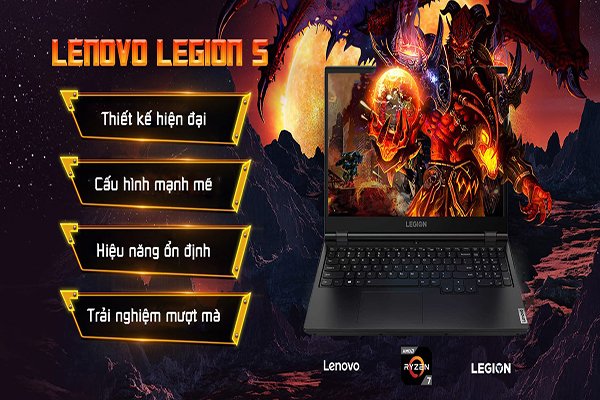 LENOVO LEGION 5
Thiết kế hiện đại
Cấu hình mạnh mẽ
Hiệu năng ổn định
Trải nghiệm mượt mà
LEGION
Lenovo
AMD
RYZEN
7
LEGION